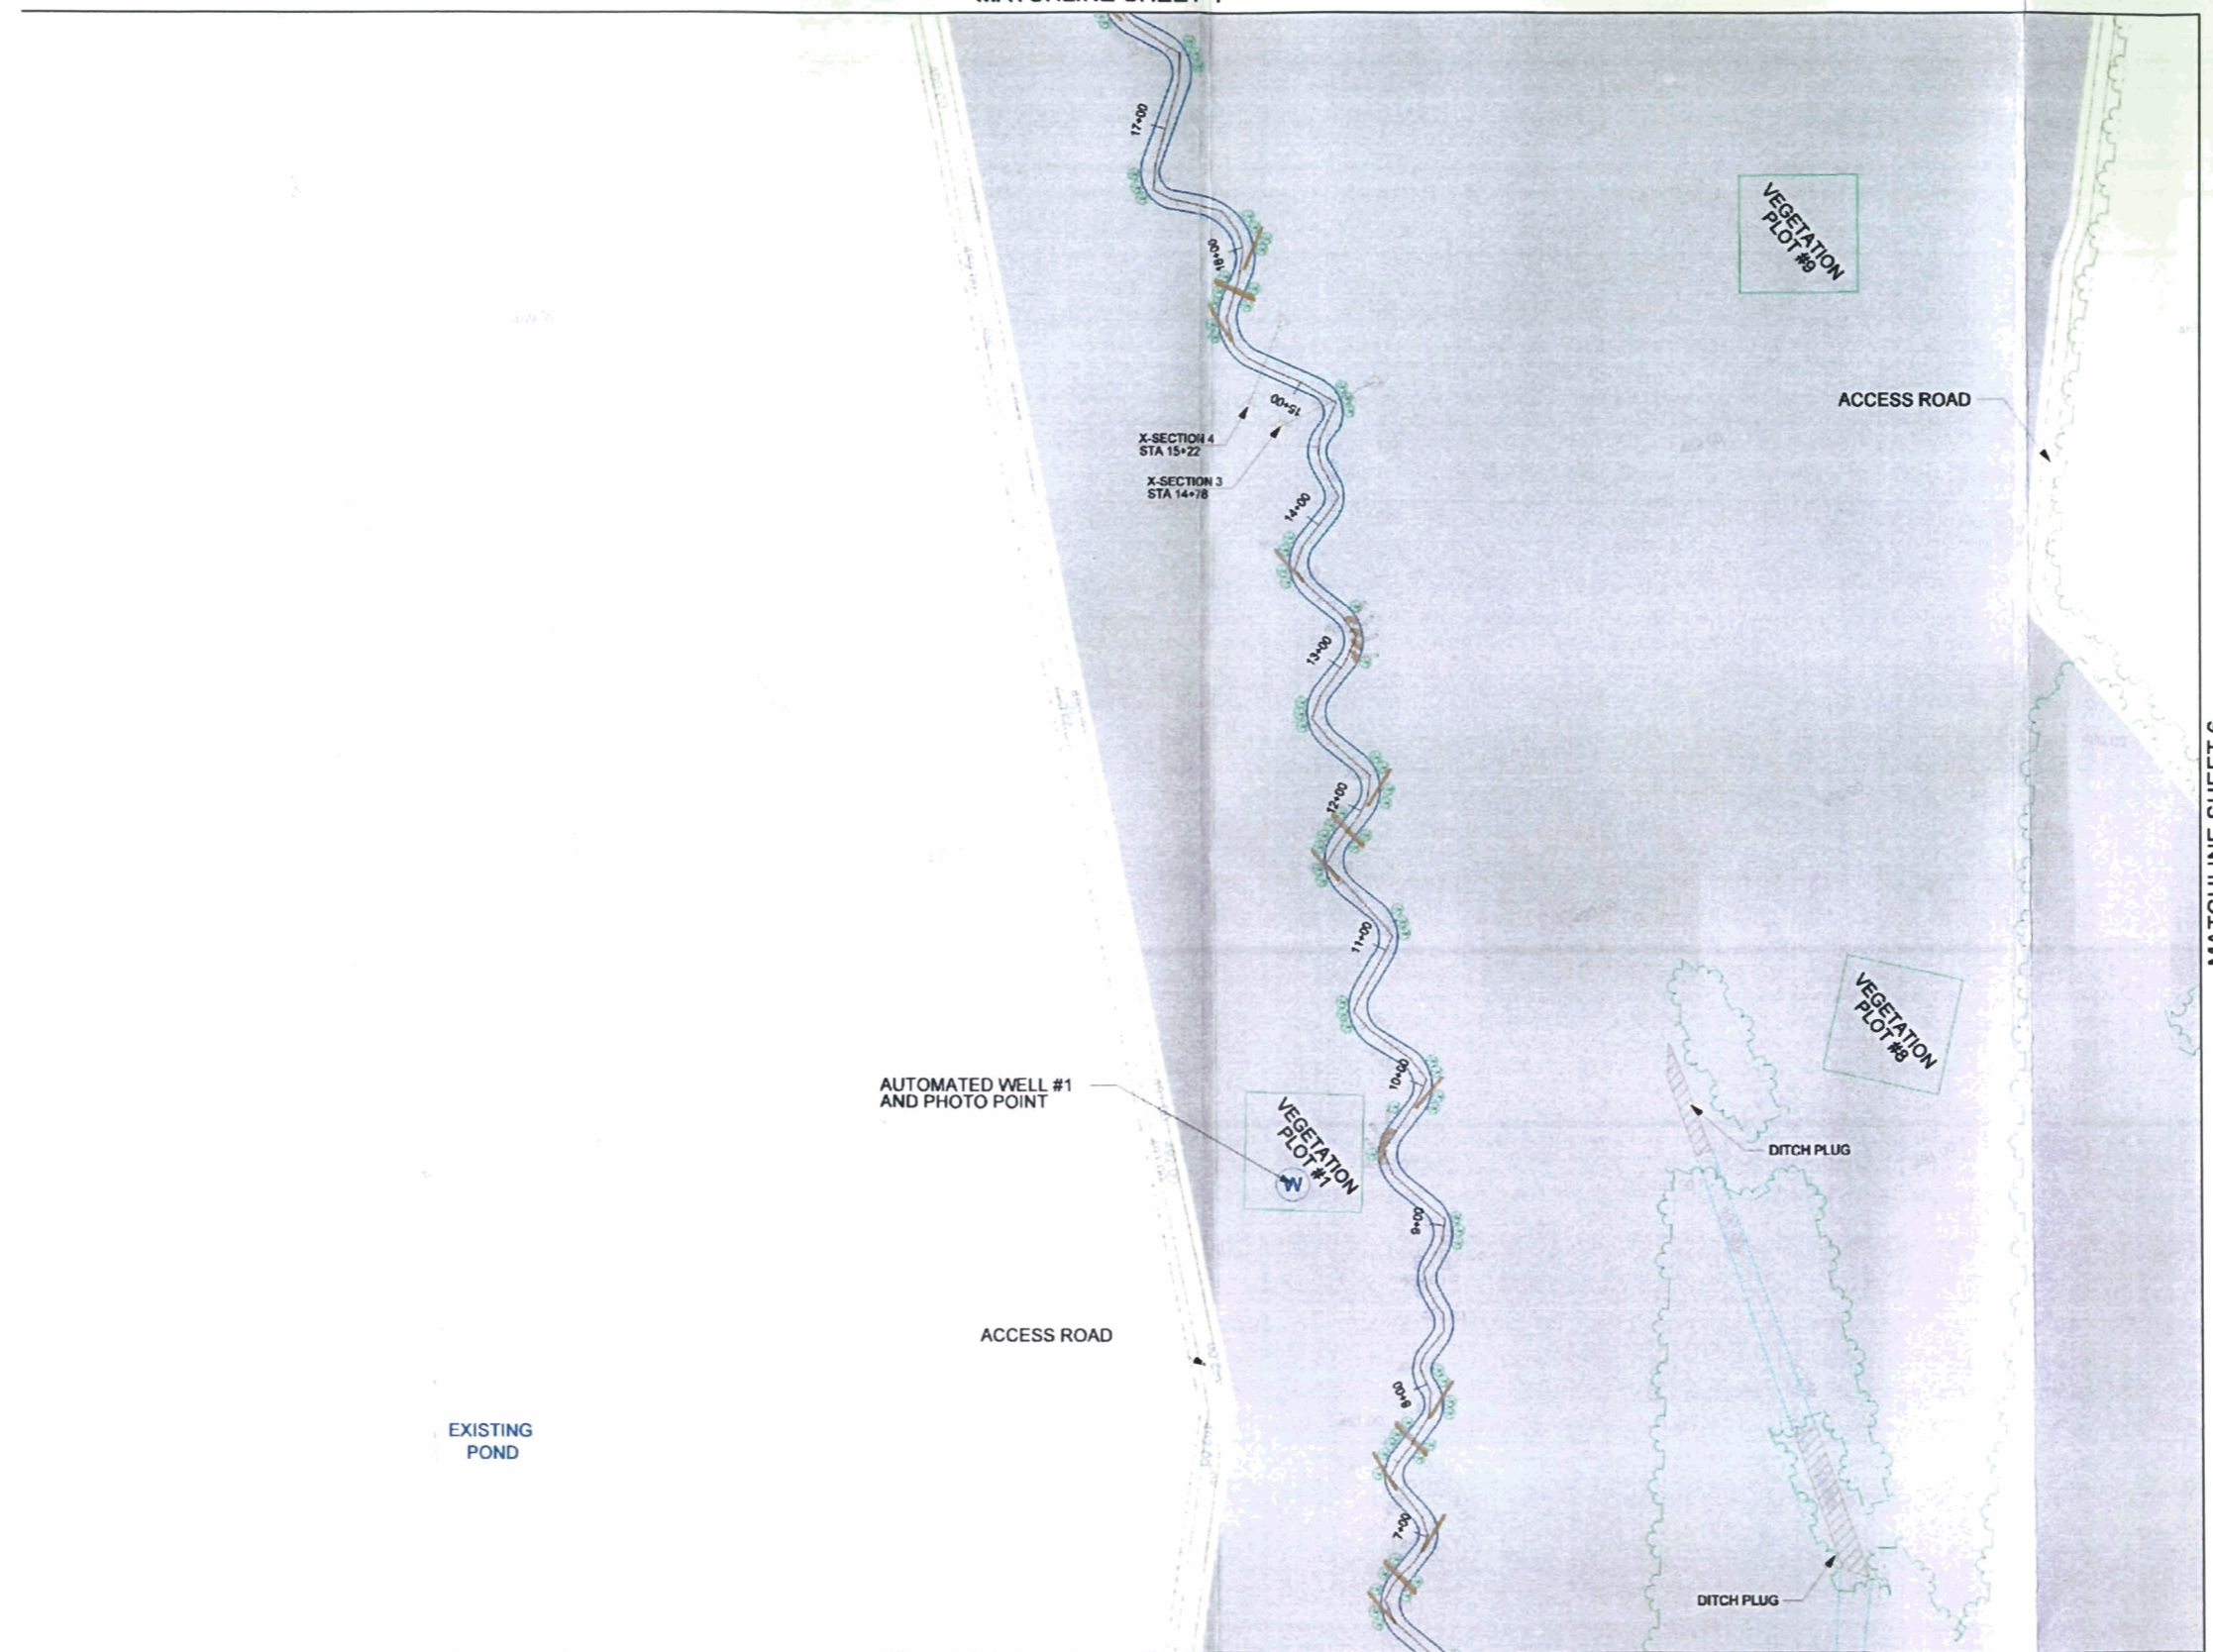 17+00
VEGETATION
PLOT #9
16+00
ACCESS ROAD
15+00
X-SECTION 4
STA 15+22
X-SECTION 3
STA 14+78
14+00
13+00
12+00
11+00
VEGETATION
PLOT #8
10+00
AUTOMATED WELL #1
AND PHOTO POINT
VEGETATION
PLOT #1
W
DITCH PLUG
9+00
ACCESS ROAD
8+00
EXISTING
POND
7+00
DITCH PLUG